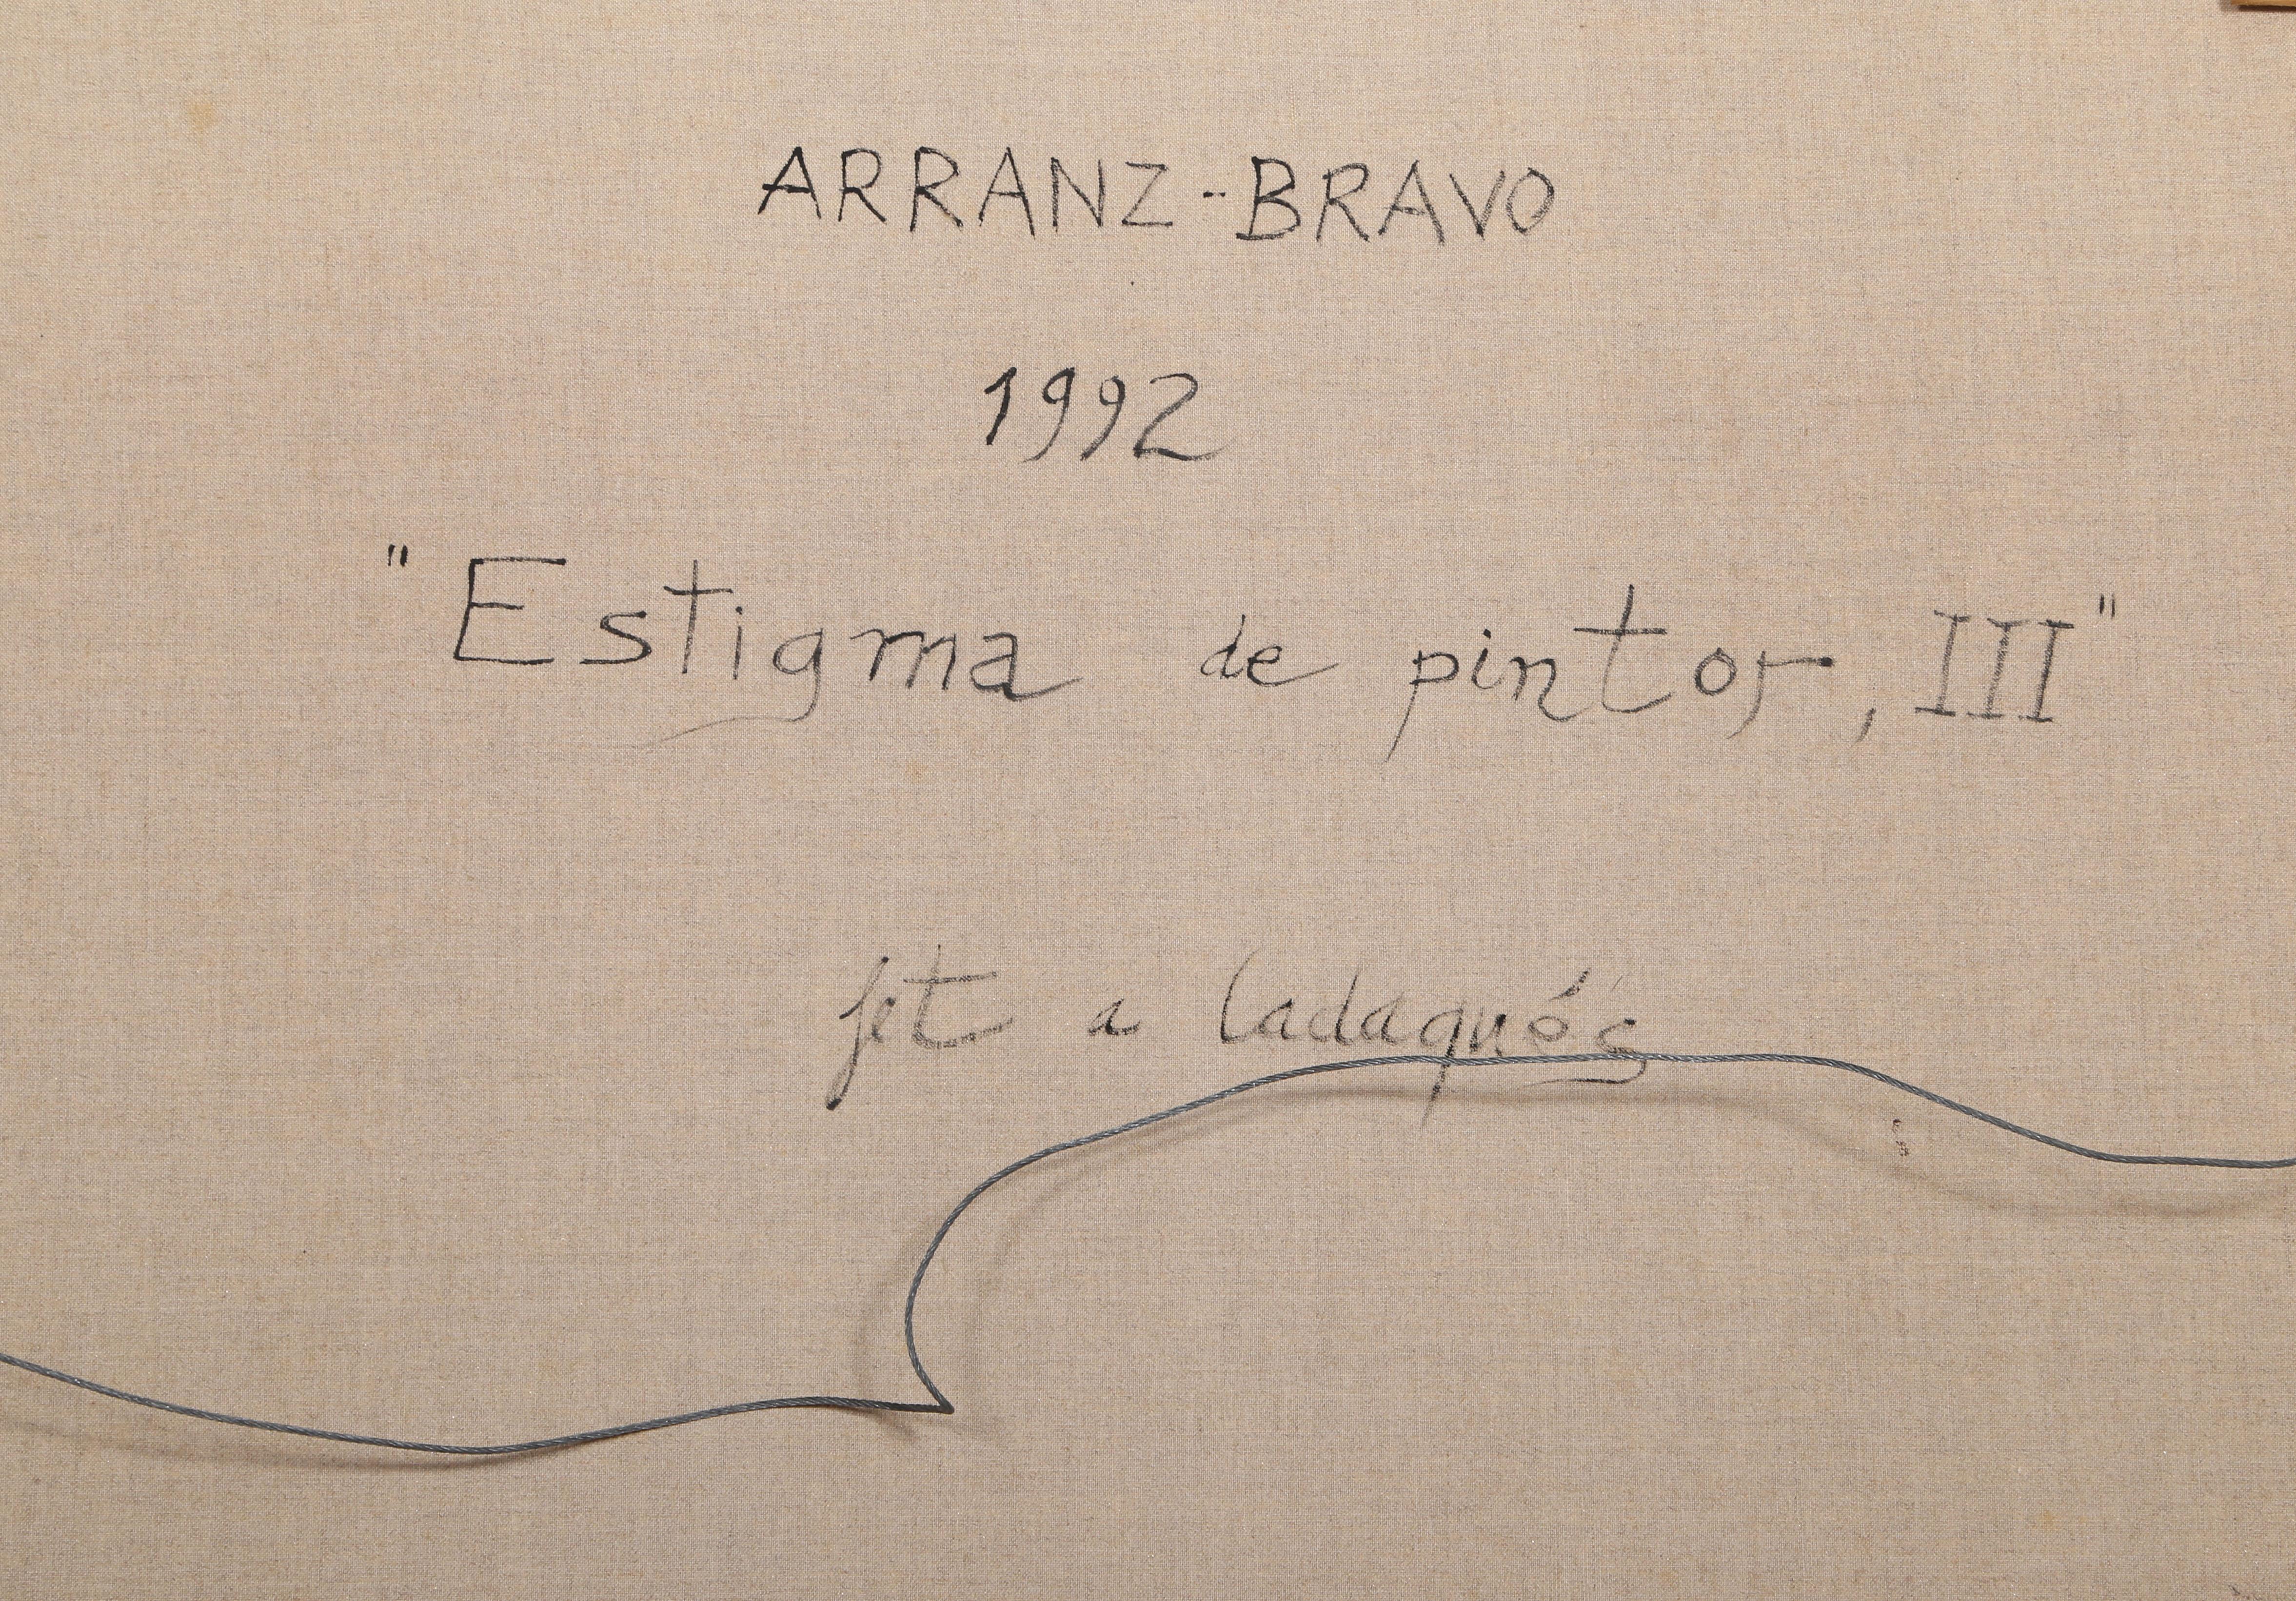 ARRANZ-BRAVO
1992
"Estigma de pintor, III"
fet a Cadaqués